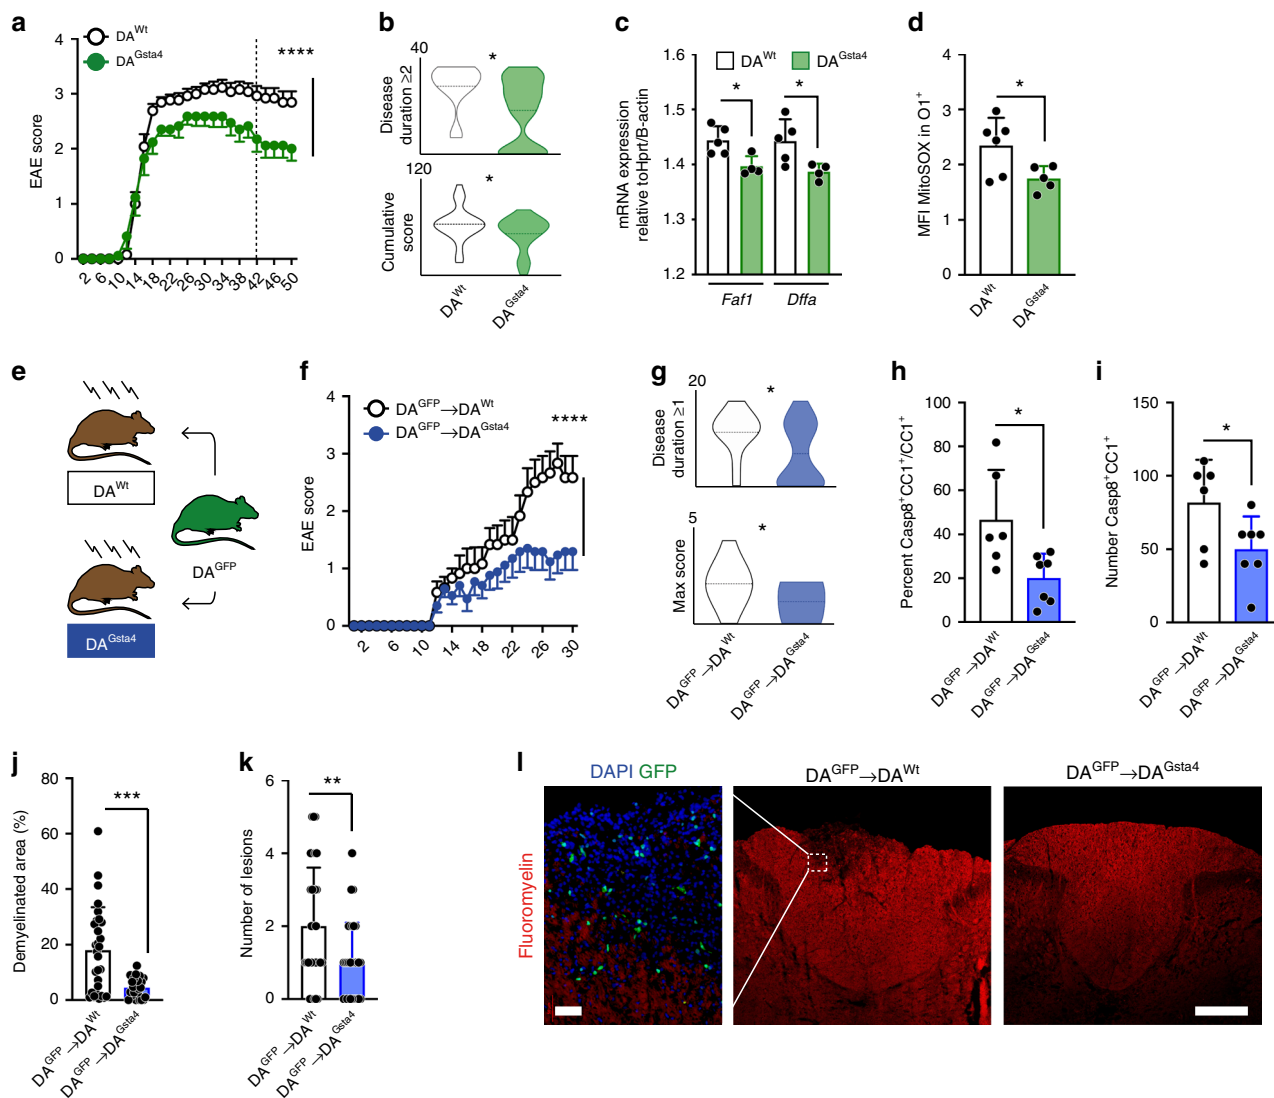 a
DA^Wt
DA^Gsta4
****
EAE score
4
3
2
1
0
2 6 10 14 18 22 26 30 34 38 42 46 50
b
40
*
Disease
duration ≥2
120
*
Cumulative
score
DA^Wt
DA^Gsta4
c
DA^Wt
DA^Gsta4
*
*
mRNA expression
relative toHprt/B-actin
1.6
1.5
1.4
1.3
1.2
Faf1
Dffa
d
*
MFI MitoSOX in O1+
4
3
2
1
0
DA^Wt
DA^Gsta4
e
DA^Wt
DA^GFP
DA^Gsta4
f
DA^GFP→DA^Wt
DA^GFP→DA^Gsta4
****
EAE score
4
3
2
1
0
2 6 10 14 18 22 26 30
g
20
*
Disease
duration ≥1
5
*
Max score
DA^GFP→DA^Wt
DA^GFP→DA^Gsta4
h
*
Percent Casp8+CC1+/CC1+
100
80
60
40
20
0
DA^GFP→DA^Wt
DA^GFP→DA^Gsta4
i
*
Number Casp8+CC1+
150
100
50
0
DA^GFP→DA^Wt
DA^GFP→DA^Gsta4
j
***
Demyelinated area (%)
80
60
40
20
0
DA^GFP→DA^Wt
DA^GFP→DA^Gsta4
k
**
Number of lesions
6
4
2
0
DA^GFP→DA^Wt
DA^GFP→DA^Gsta4
l
DAPI GFP
DA^GFP→DA^Wt
DA^GFP→DA^Gsta4
Fluoromyelin